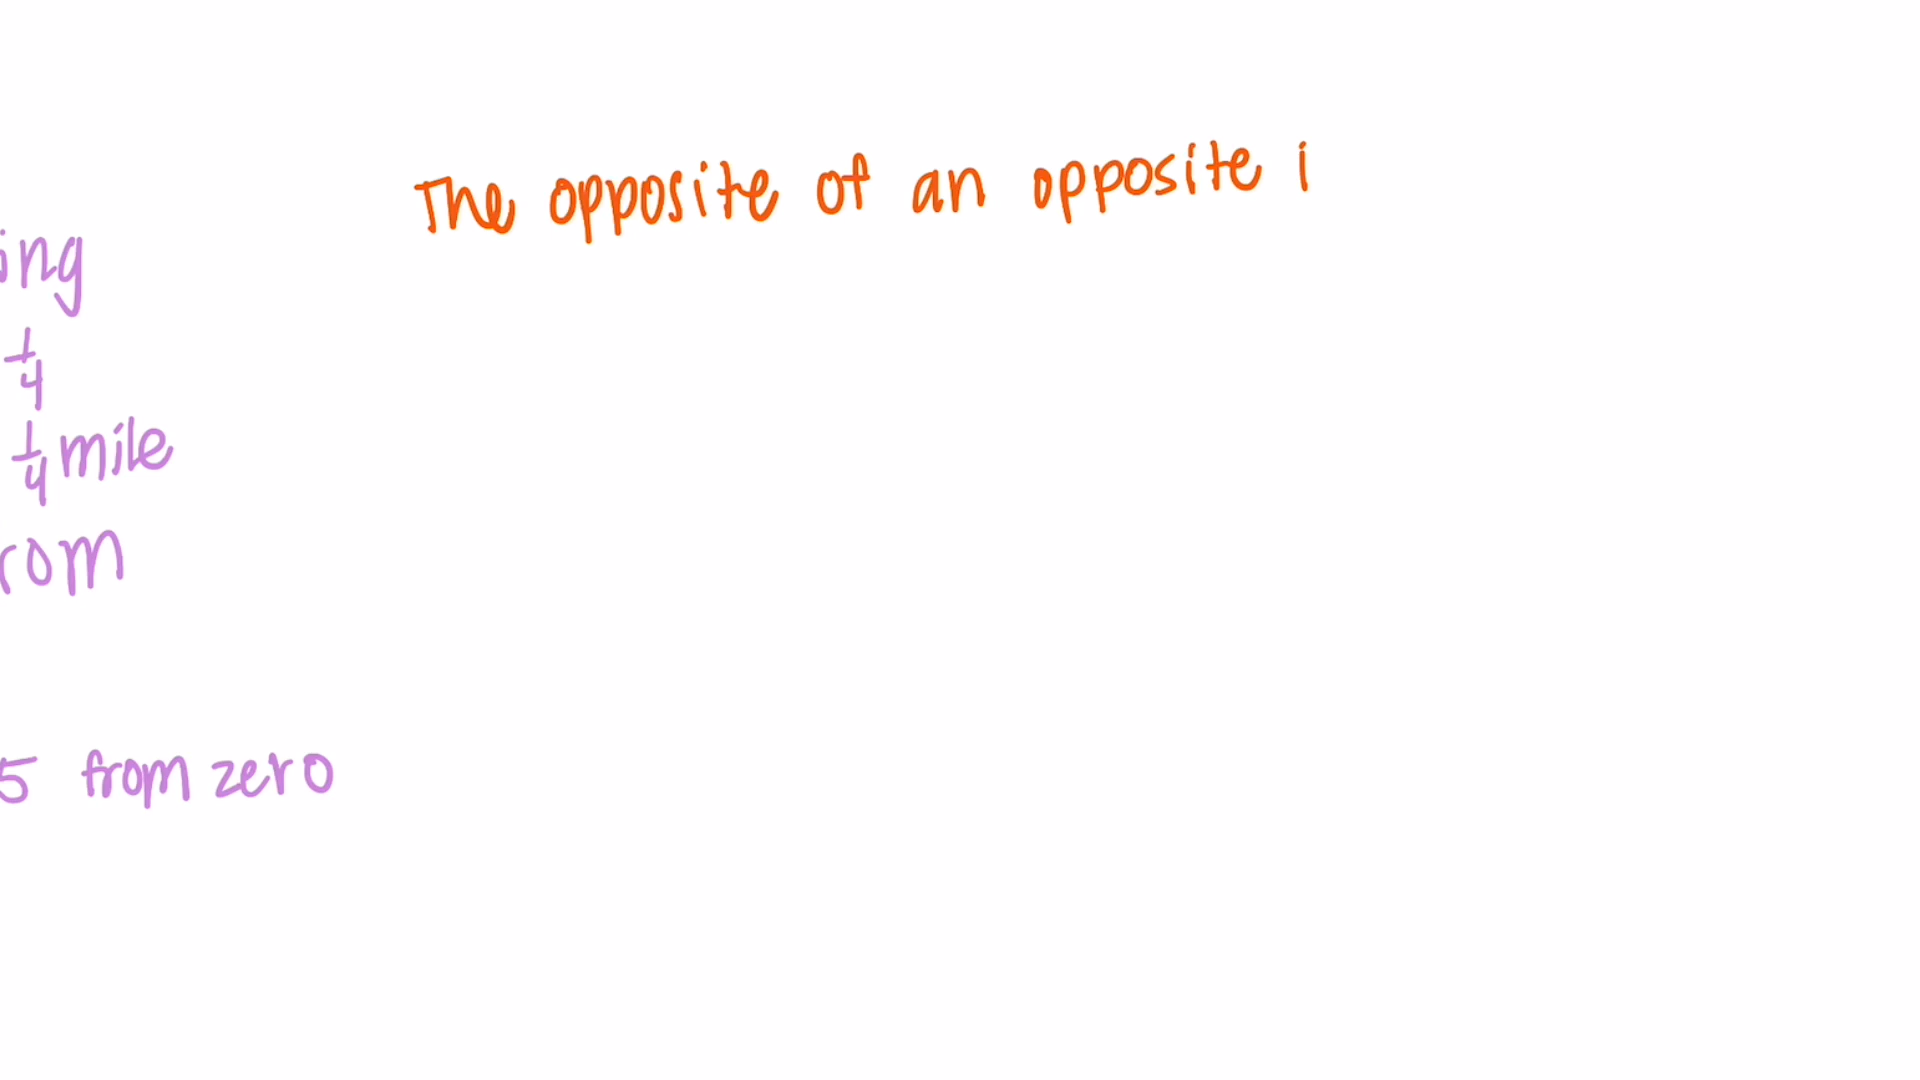 The opposite of an opposite i
ing
1/4
1/4 mile
rom
5 from zero